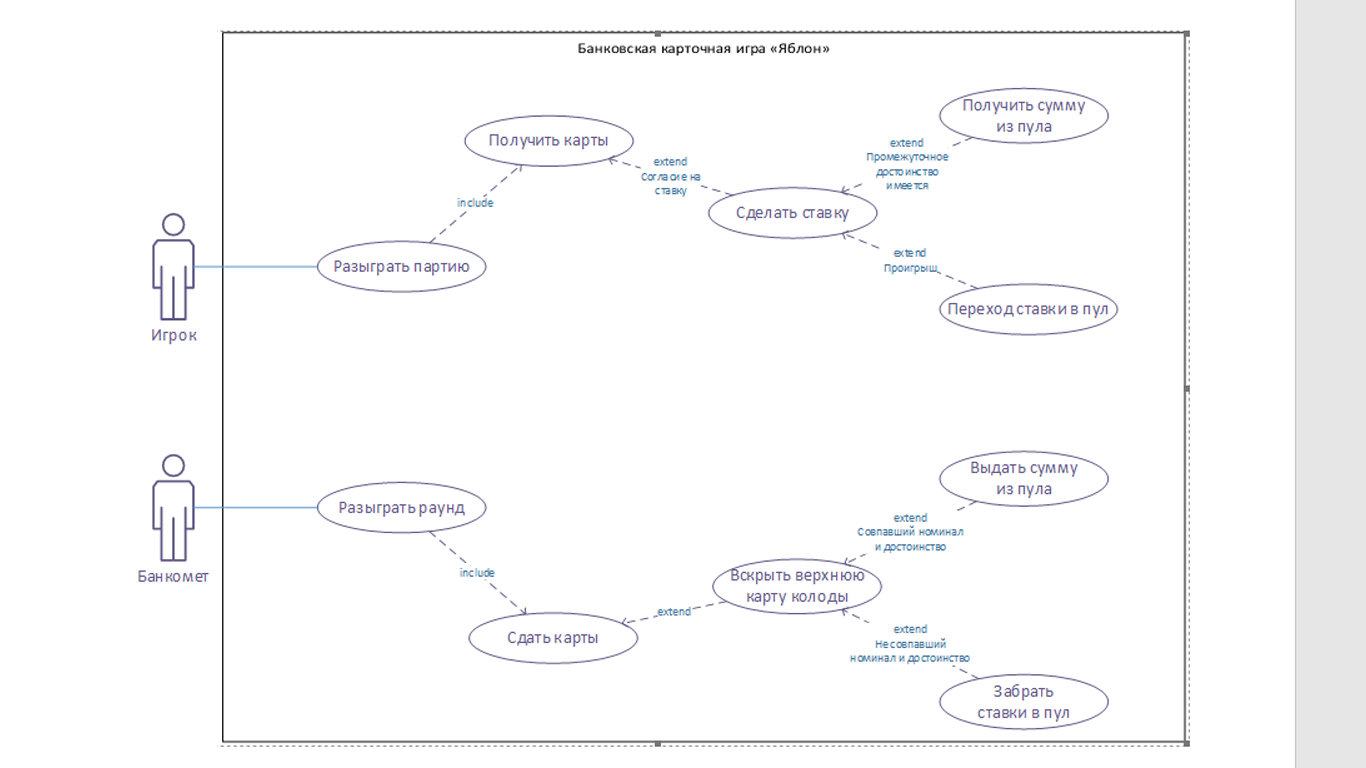 Банковская карточная игра «Яблон»
Получить сумму
из пула
Получить карты
extend
Промежуточное
достоинство
имеется
extend
Согласие на
ставку
include
Сделать ставку
Разыграть партию
extend
Проигрыш
Переход ставки в пул
Игрок
Выдать сумму
из пула
Разыграть раунд
extend
Совпавший номинал
и достоинство
Банкомет
include
Вскрыть верхнюю
карту колоды
extend
Сдать карты
extend
Не совпавший
номинал и достоинство
Забрать
ставки в пул